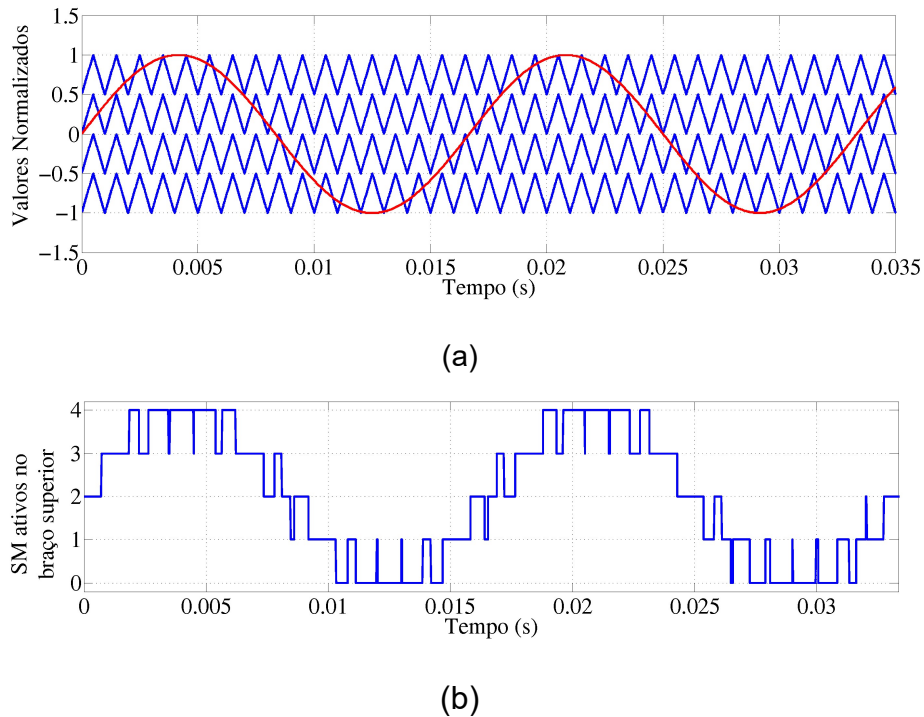 1.5
1
0.5
0
−0.5
−1
−1.5
Valores Normalizados
0 0.005 0.01 0.015 0.02 0.025 0.03 0.035
Tempo (s)
(a)
4
3
2
1
0
SM ativos no
braço superior
0 0.005 0.01 0.015 0.02 0.025 0.03
Tempo (s)
(b)